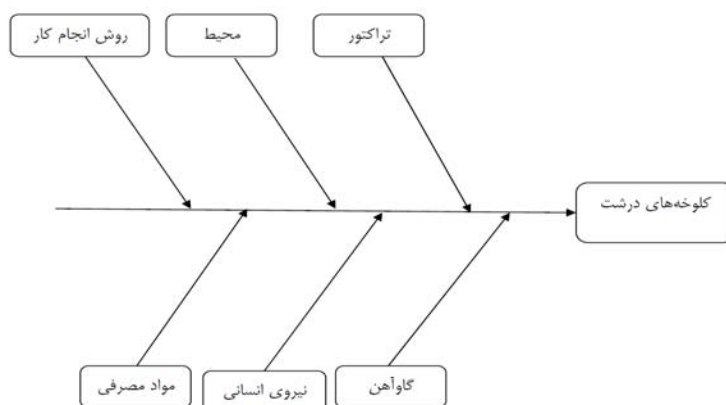 تراکتور
محیط
روش انجام کار
کلوخه‌های درشت
گاوآهن
نیروی انسانی
مواد مصرفی